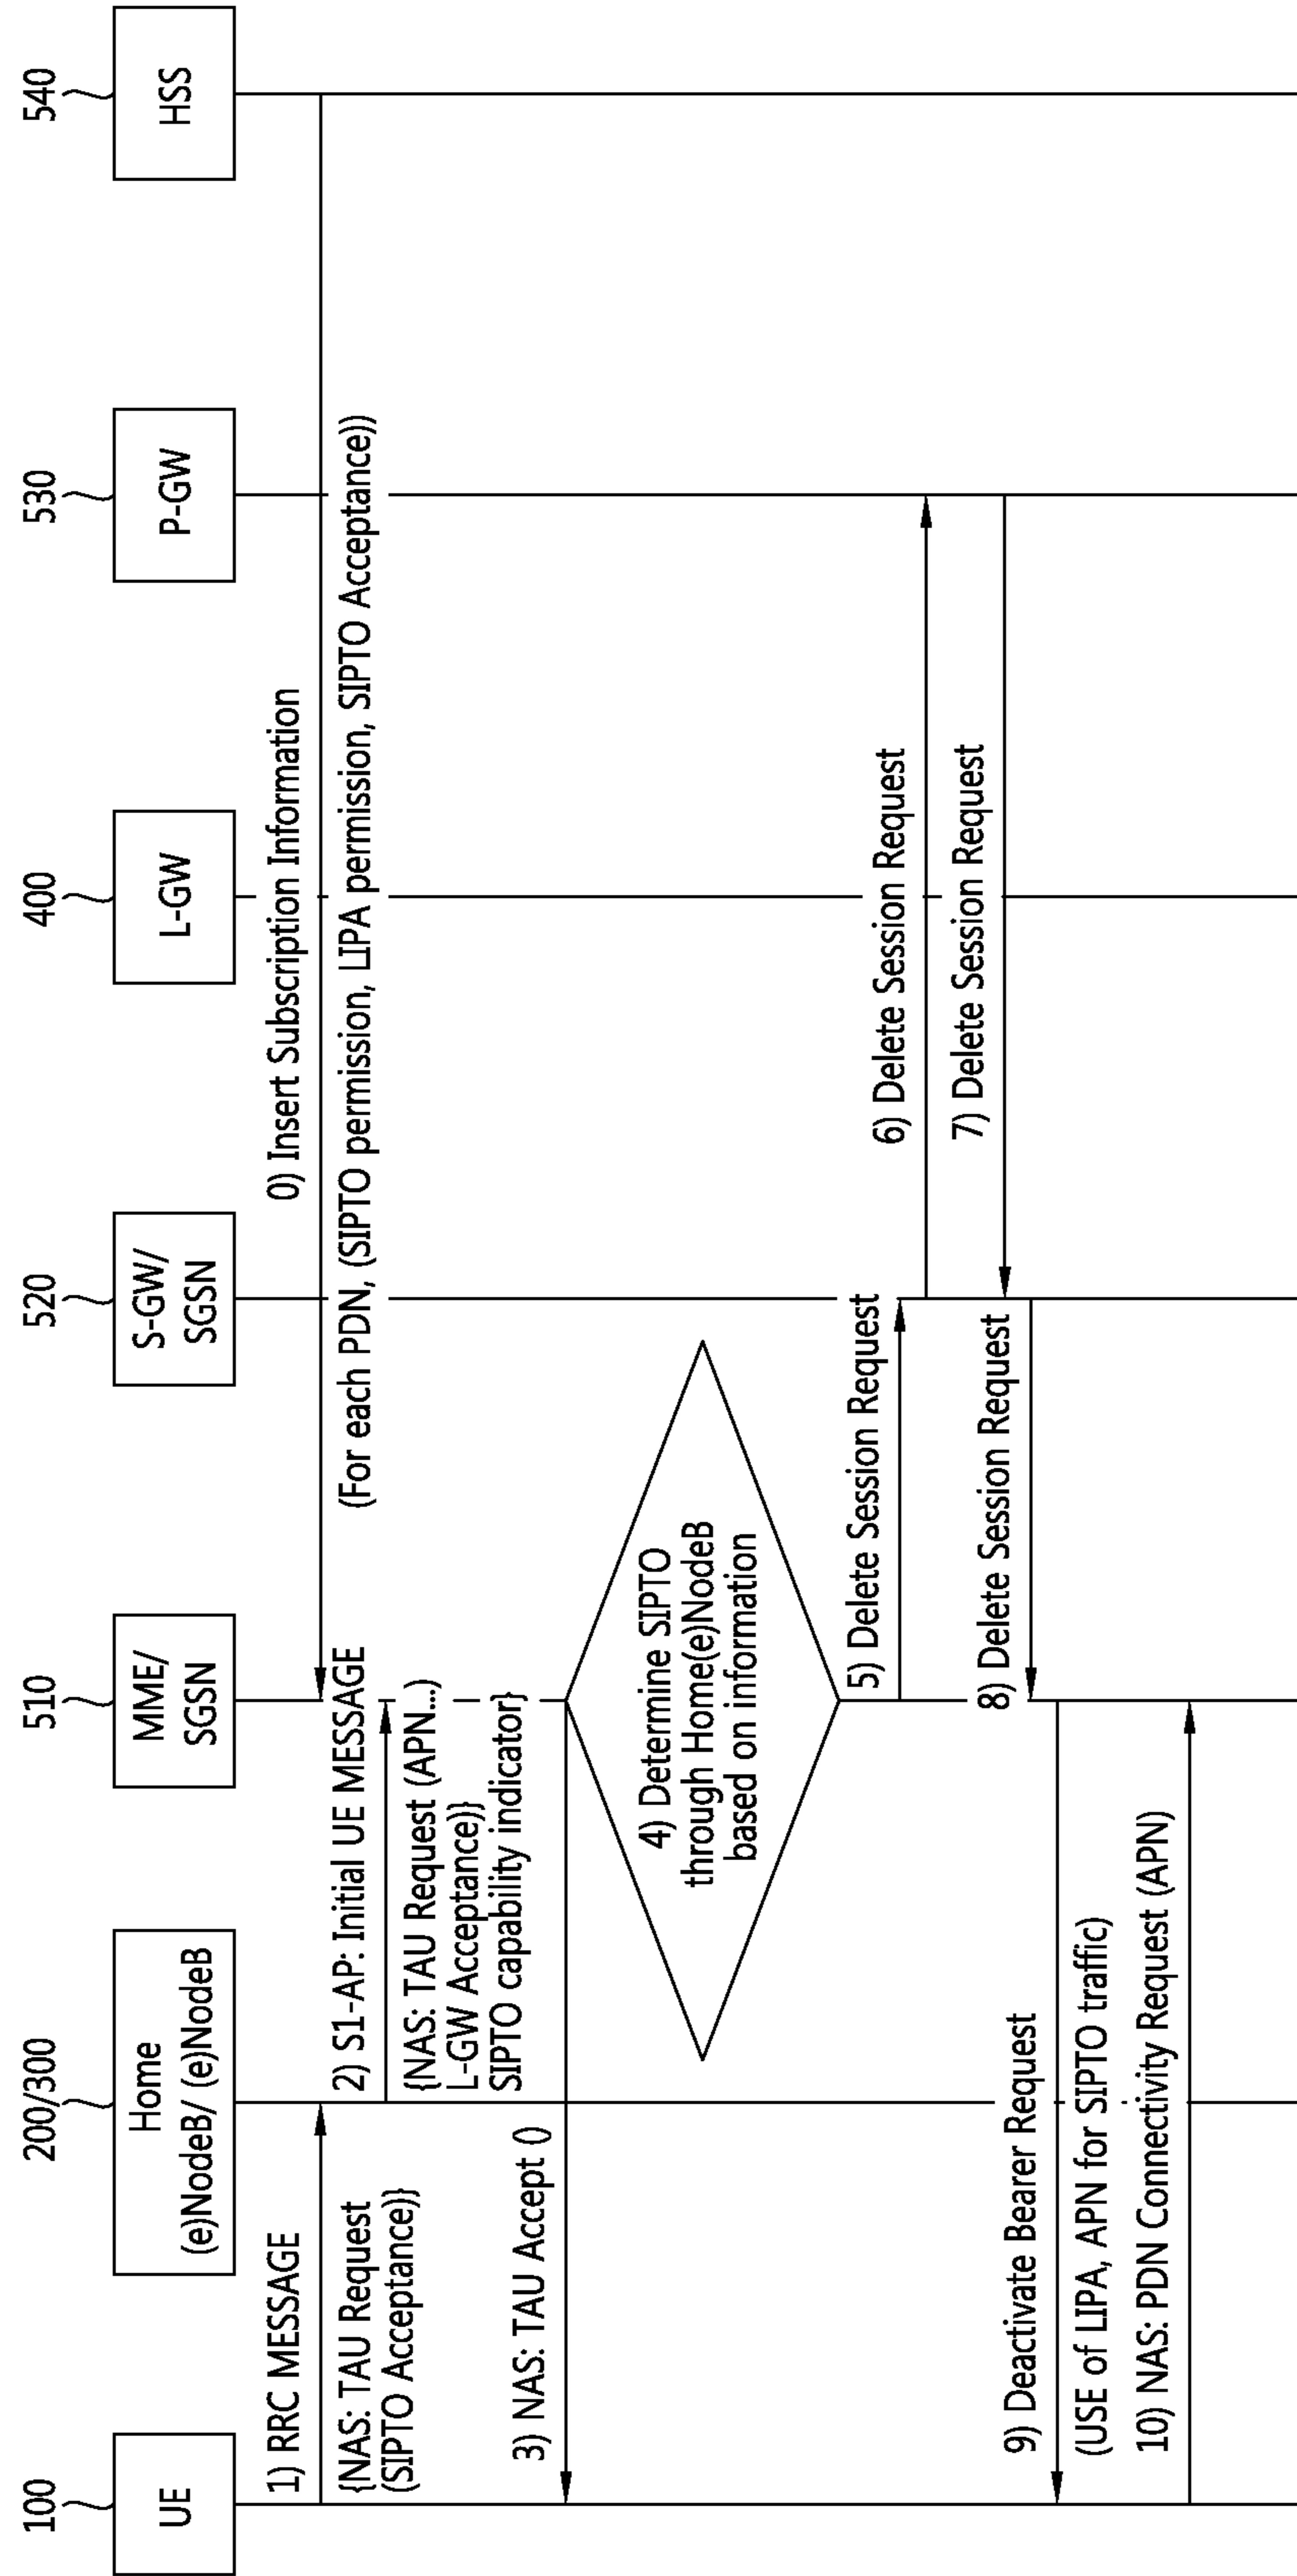 100
200/300
510
520
400
530
540
UE
Home
(e)NodeB/ (e)NodeB
MME/
SGSN
S-GW/
SGSN
L-GW
P-GW
HSS
0) Insert Subscription Information
(For each PDN, (SIPTO permission, LIPA permission, SIPTO Acceptance))
1) RRC MESSAGE
{NAS: TAU Request
(SIPTO Acceptance)}
2) S1-AP: Initial UE MESSAGE
{NAS: TAU Request (APN...)
L-GW Acceptance)}
SIPTO capability indicator}
3) NAS: TAU Accept ()
4) Determine SIPTO
through Home(e)NodeB
based on information
5) Delete Session Request
6) Delete Session Request
7) Delete Session Request
8) Delete Session Request
9) Deactivate Bearer Request
(USE of LIPA, APN for SIPTO traffic)
10) NAS: PDN Connectivity Request (APN)